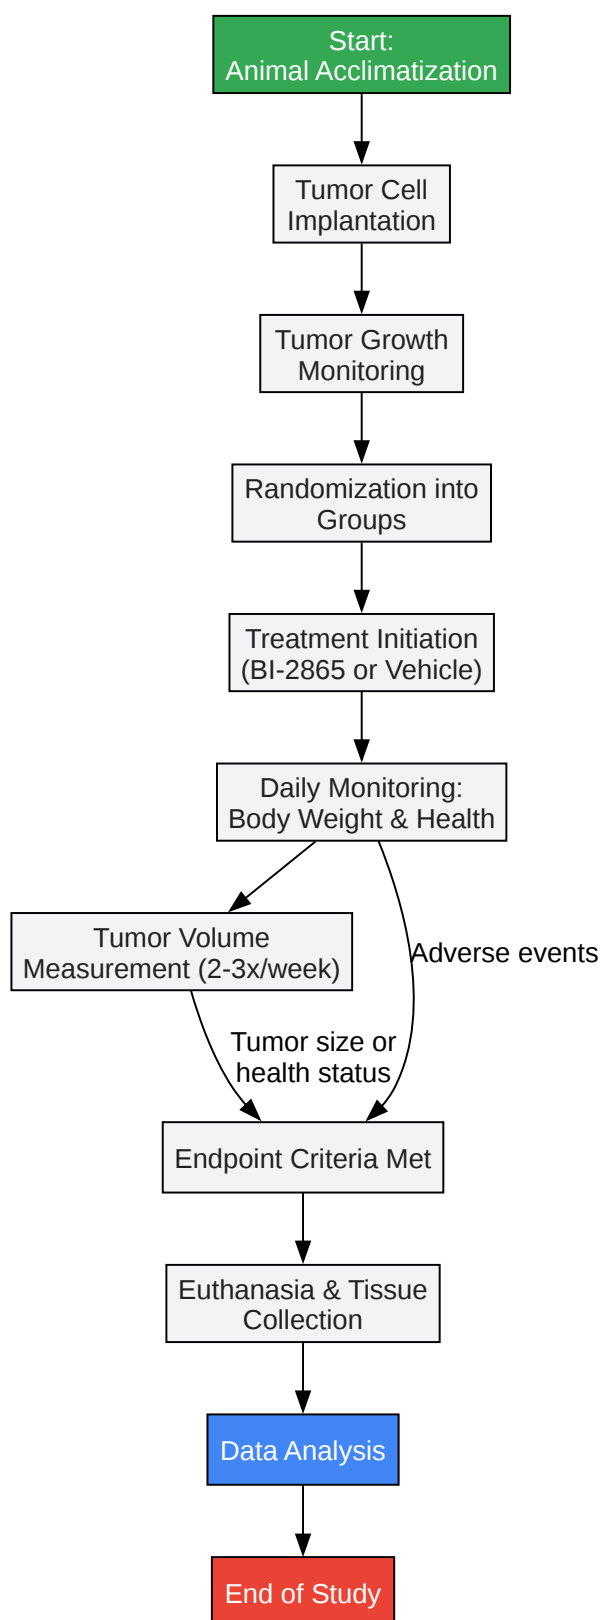 Start:
Animal Acclimatization
Tumor Cell
Implantation
Tumor Growth
Monitoring
Randomization into
Groups
Treatment Initiation
(BI-2865 or Vehicle)
Daily Monitoring:
Body Weight & Health
Tumor Volume
Measurement (2-3x/week)
Adverse events
Tumor size or
health status
Endpoint Criteria Met
Euthanasia & Tissue
Collection
Data Analysis
End of Study